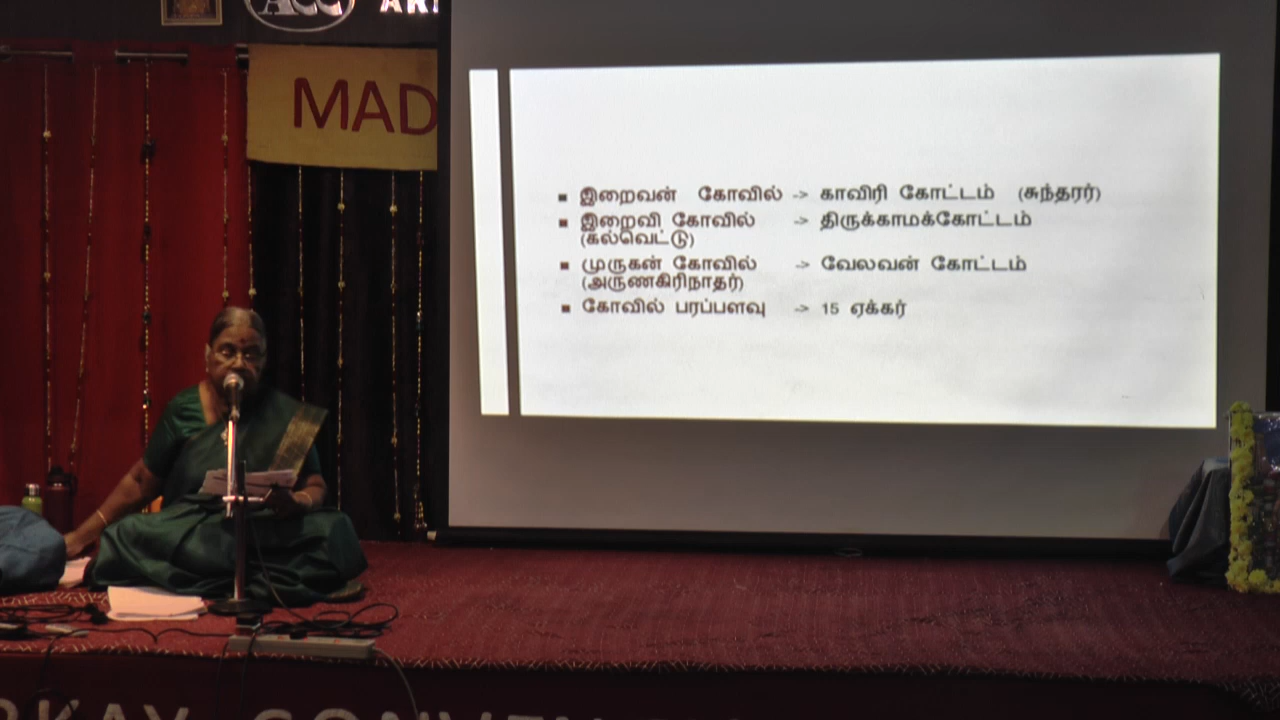 ACC
MAD
இறைவன் கோவில் -> காவிரி கோட்டம் (சுந்தரர்)
இறைவி கோவில் -> திருக்காமக்கோட்டம்
(கல்வெட்டு)
முருகன் கோவில் -> வேலவன் கோட்டம்
(அருணகிரிநாதர்)
கோவில் பரப்பளவு -> 15 ஏக்கர்